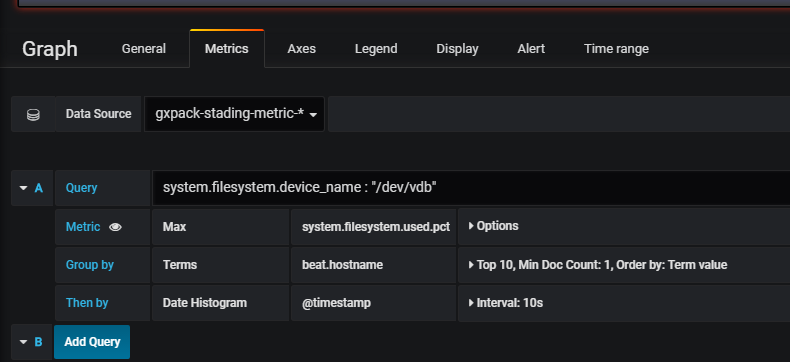 Graph General Metrics Axes Legend Display Alert Time range
Data Source gxpack-stading-metric-*
A Query system.filesystem.device_name : "/dev/vdb"
Metric Max system.filesystem.used.pct Options
Group by Terms beat.hostname Top 10, Min Doc Count: 1, Order by: Term value
Then by Date Histogram @timestamp Interval: 10s
B Add Query